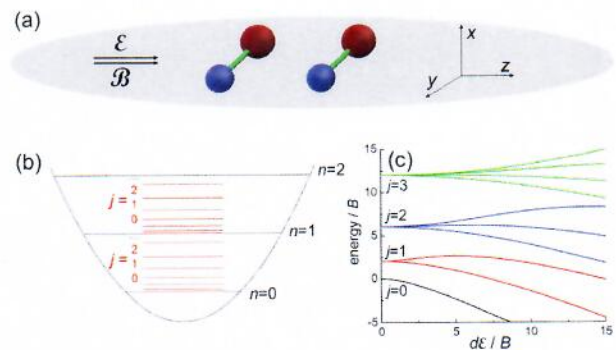 (a)
ℰ
ℬ
x
y
z
(b)
n=2
j = 2
1
0
n=1
j = 2
1
0
n=0
(c)
energy / B
15
10
5
0
-5
j=3
j=2
j=1
j=0
0
5
10
15
dℰ / B